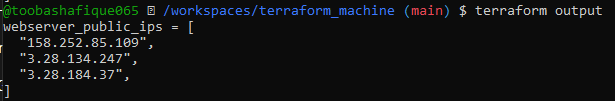 @toobashafique065 ➜ /workspaces/terraform_machine (main) $ terraform output
webserver_public_ips = [
  "158.252.85.109",
  "3.28.134.247",
  "3.28.184.37",
]